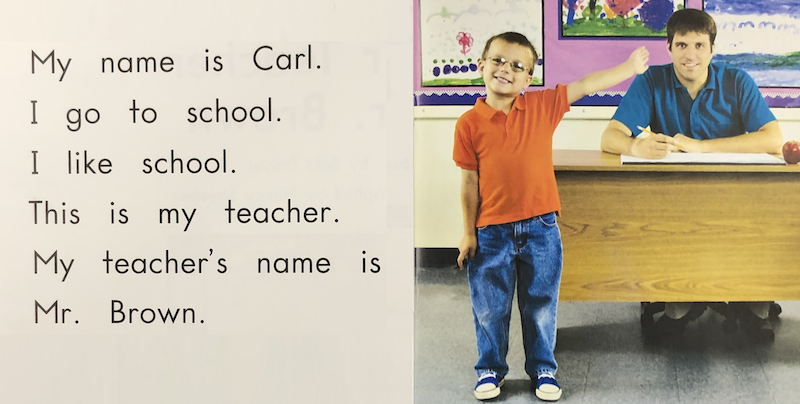 My name is Carl.
I go to school.
I like school.
This is my teacher.
My teacher's name is
Mr. Brown.